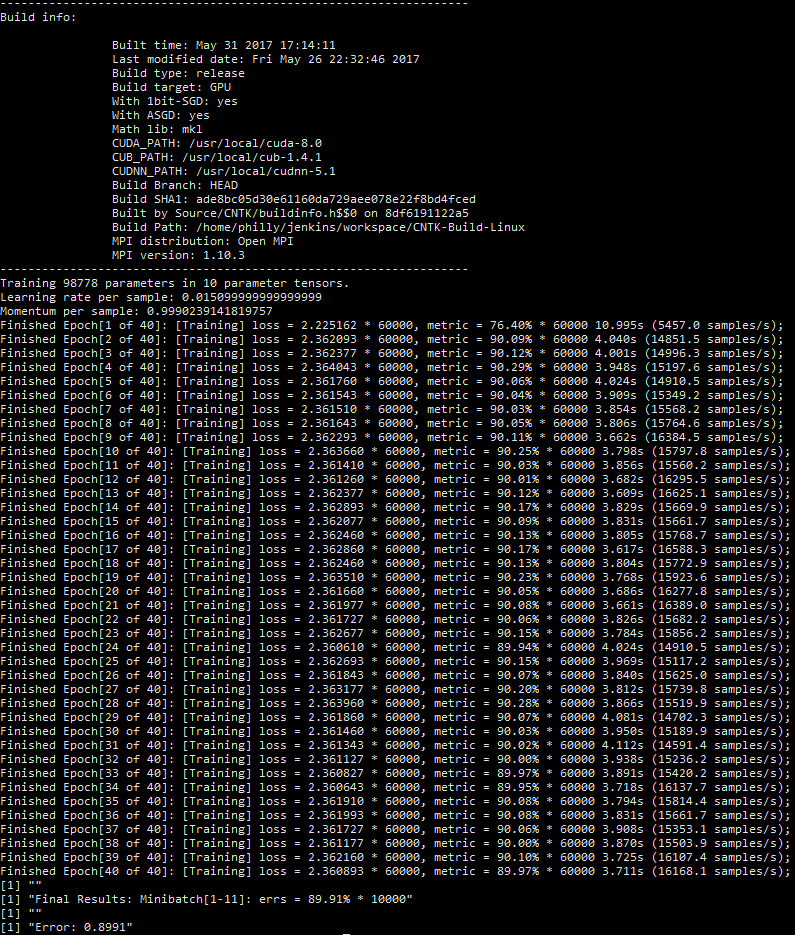 ------------------------------------------------------------------
Build info:
Built time: May 31 2017 17:14:11
Last modified date: Fri May 26 22:32:46 2017
Build type: release
Build target: GPU
With 1bit-SGD: yes
With ASGD: yes
Math lib: mkl
CUDA_PATH: /usr/local/cuda-8.0
CUB_PATH: /usr/local/cub-1.4.1
CUDNN_PATH: /usr/local/cudnn-5.1
Build Branch: HEAD
Build SHA1: ade8bc05d30e61160da729aee078e22f8bd4fced
Built by Source/CNTK/buildinfo.h$$0 on 8df6191122a5
Build Path: /home/philly/jenkins/workspace/CNTK-Build-Linux
MPI distribution: Open MPI
MPI version: 1.10.3
-------------------------------------------------------------------
Training 98778 parameters in 10 parameter tensors.
Learning rate per sample: 0.015099999999999999
Momentum per sample: 0.9990239141819757
Finished Epoch[1 of 40]: [Training] loss = 2.225162 * 60000, metric = 76.40% * 60000 10.995s (5457.0 samples/s);
Finished Epoch[2 of 40]: [Training] loss = 2.362093 * 60000, metric = 90.09% * 60000 4.040s (14851.5 samples/s);
Finished Epoch[3 of 40]: [Training] loss = 2.362377 * 60000, metric = 90.12% * 60000 4.001s (14996.3 samples/s);
Finished Epoch[4 of 40]: [Training] loss = 2.364043 * 60000, metric = 90.29% * 60000 3.948s (15197.6 samples/s);
Finished Epoch[5 of 40]: [Training] loss = 2.361760 * 60000, metric = 90.06% * 60000 4.024s (14910.5 samples/s);
Finished Epoch[6 of 40]: [Training] loss = 2.361543 * 60000, metric = 90.04% * 60000 3.909s (15349.2 samples/s);
Finished Epoch[7 of 40]: [Training] loss = 2.361510 * 60000, metric = 90.03% * 60000 3.854s (15568.2 samples/s);
Finished Epoch[8 of 40]: [Training] loss = 2.361643 * 60000, metric = 90.05% * 60000 3.806s (15764.6 samples/s);
Finished Epoch[9 of 40]: [Training] loss = 2.362293 * 60000, metric = 90.11% * 60000 3.662s (16384.5 samples/s);
Finished Epoch[10 of 40]: [Training] loss = 2.363660 * 60000, metric = 90.25% * 60000 3.798s (15797.8 samples/s);
Finished Epoch[11 of 40]: [Training] loss = 2.361410 * 60000, metric = 90.03% * 60000 3.856s (15560.2 samples/s);
Finished Epoch[12 of 40]: [Training] loss = 2.361260 * 60000, metric = 90.01% * 60000 3.682s (16295.5 samples/s);
Finished Epoch[13 of 40]: [Training] loss = 2.362377 * 60000, metric = 90.12% * 60000 3.609s (16625.1 samples/s);
Finished Epoch[14 of 40]: [Training] loss = 2.362893 * 60000, metric = 90.17% * 60000 3.829s (15669.9 samples/s);
Finished Epoch[15 of 40]: [Training] loss = 2.362077 * 60000, metric = 90.09% * 60000 3.831s (15661.7 samples/s);
Finished Epoch[16 of 40]: [Training] loss = 2.362460 * 60000, metric = 90.13% * 60000 3.805s (15768.7 samples/s);
Finished Epoch[17 of 40]: [Training] loss = 2.362860 * 60000, metric = 90.17% * 60000 3.617s (16588.3 samples/s);
Finished Epoch[18 of 40]: [Training] loss = 2.362460 * 60000, metric = 90.13% * 60000 3.804s (15772.9 samples/s);
Finished Epoch[19 of 40]: [Training] loss = 2.363510 * 60000, metric = 90.23% * 60000 3.768s (15923.6 samples/s);
Finished Epoch[20 of 40]: [Training] loss = 2.361660 * 60000, metric = 90.05% * 60000 3.686s (16277.8 samples/s);
Finished Epoch[21 of 40]: [Training] loss = 2.361977 * 60000, metric = 90.08% * 60000 3.661s (16389.0 samples/s);
Finished Epoch[22 of 40]: [Training] loss = 2.361727 * 60000, metric = 90.06% * 60000 3.826s (15682.2 samples/s);
Finished Epoch[23 of 40]: [Training] loss = 2.362677 * 60000, metric = 90.15% * 60000 3.784s (15856.2 samples/s);
Finished Epoch[24 of 40]: [Training] loss = 2.360610 * 60000, metric = 89.94% * 60000 4.024s (14910.5 samples/s);
Finished Epoch[25 of 40]: [Training] loss = 2.362693 * 60000, metric = 90.15% * 60000 3.969s (15117.2 samples/s);
Finished Epoch[26 of 40]: [Training] loss = 2.361843 * 60000, metric = 90.07% * 60000 3.840s (15625.0 samples/s);
Finished Epoch[27 of 40]: [Training] loss = 2.363177 * 60000, metric = 90.20% * 60000 3.812s (15739.8 samples/s);
Finished Epoch[28 of 40]: [Training] loss = 2.363960 * 60000, metric = 90.28% * 60000 3.866s (15519.9 samples/s);
Finished Epoch[29 of 40]: [Training] loss = 2.361860 * 60000, metric = 90.07% * 60000 4.081s (14702.3 samples/s);
Finished Epoch[30 of 40]: [Training] loss = 2.361460 * 60000, metric = 90.03% * 60000 3.950s (15189.9 samples/s);
Finished Epoch[31 of 40]: [Training] loss = 2.361343 * 60000, metric = 90.02% * 60000 4.112s (14591.4 samples/s);
Finished Epoch[32 of 40]: [Training] loss = 2.361127 * 60000, metric = 90.00% * 60000 3.938s (15236.2 samples/s);
Finished Epoch[33 of 40]: [Training] loss = 2.360827 * 60000, metric = 89.97% * 60000 3.891s (15420.2 samples/s);
Finished Epoch[34 of 40]: [Training] loss = 2.360643 * 60000, metric = 89.95% * 60000 3.718s (16137.7 samples/s);
Finished Epoch[35 of 40]: [Training] loss = 2.361910 * 60000, metric = 90.08% * 60000 3.794s (15814.4 samples/s);
Finished Epoch[36 of 40]: [Training] loss = 2.361993 * 60000, metric = 90.08% * 60000 3.831s (15661.7 samples/s);
Finished Epoch[37 of 40]: [Training] loss = 2.361727 * 60000, metric = 90.06% * 60000 3.908s (15353.1 samples/s);
Finished Epoch[38 of 40]: [Training] loss = 2.361177 * 60000, metric = 90.00% * 60000 3.870s (15503.9 samples/s);
Finished Epoch[39 of 40]: [Training] loss = 2.362160 * 60000, metric = 90.10% * 60000 3.725s (16107.4 samples/s);
Finished Epoch[40 of 40]: [Training] loss = 2.360893 * 60000, metric = 89.97% * 60000 3.711s (16168.1 samples/s);
[1] ""
[1] "Final Results: Minibatch[1-11]: errs = 89.91% * 10000"
[1] ""
[1] "Error: 0.8991"